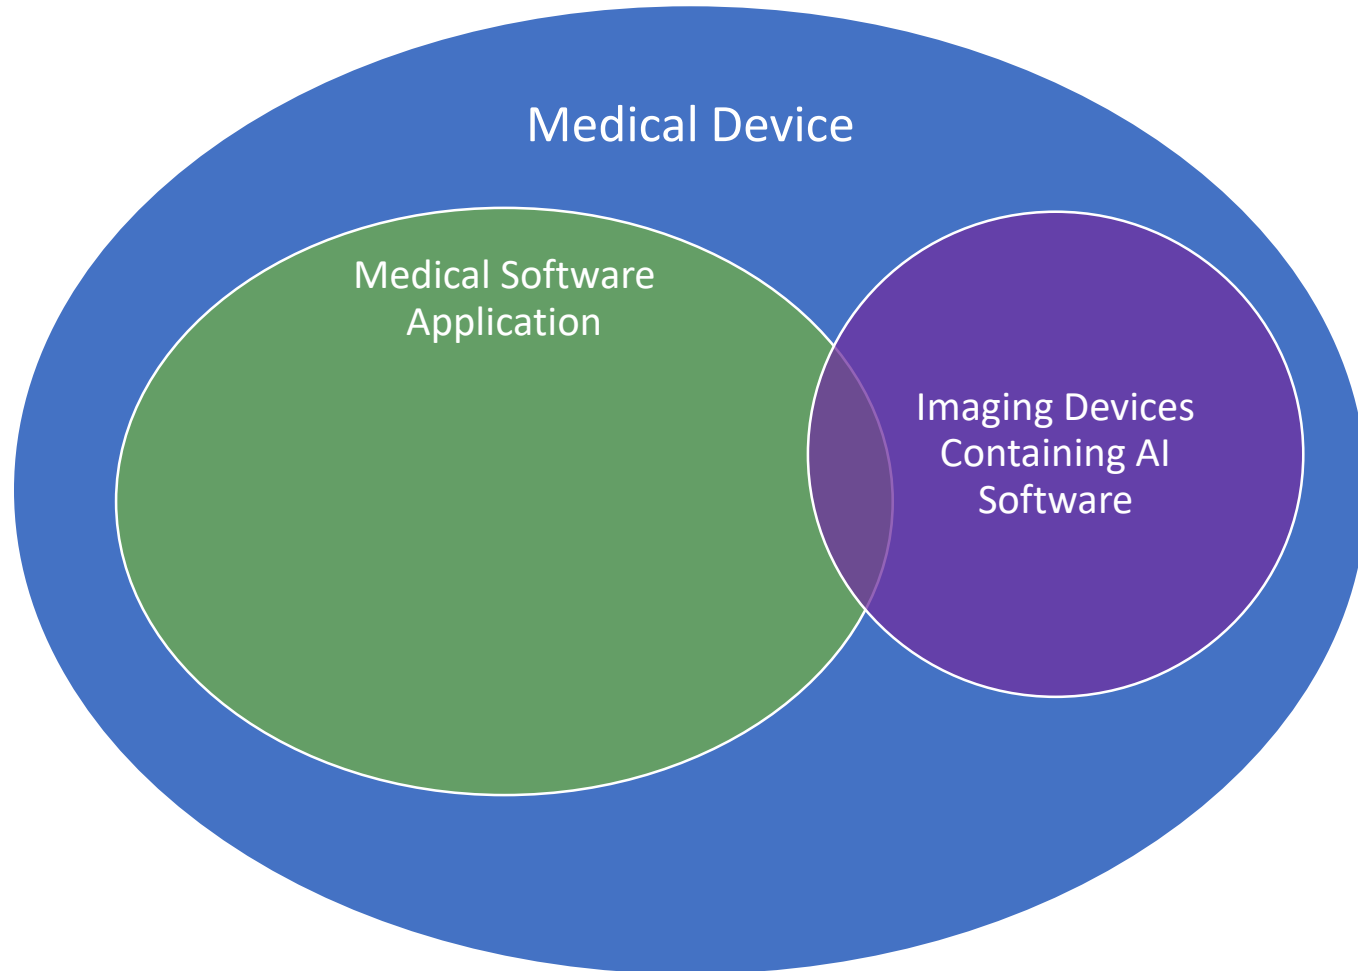 Medical Device
Medical Software
Application
Imaging Devices
Containing AI
Software